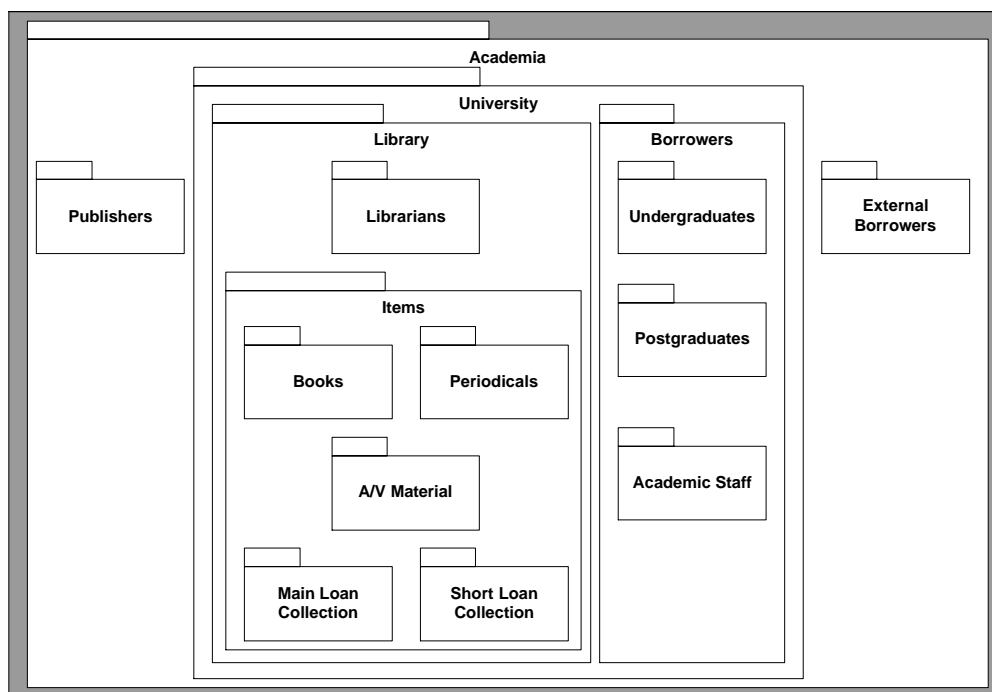 Academia
University
Library
Borrowers
Publishers
Librarians
Undergraduates
External
Borrowers
Items
Postgraduates
Books
Periodicals
A/V Material
Academic Staff
Main Loan
Collection
Short Loan
Collection